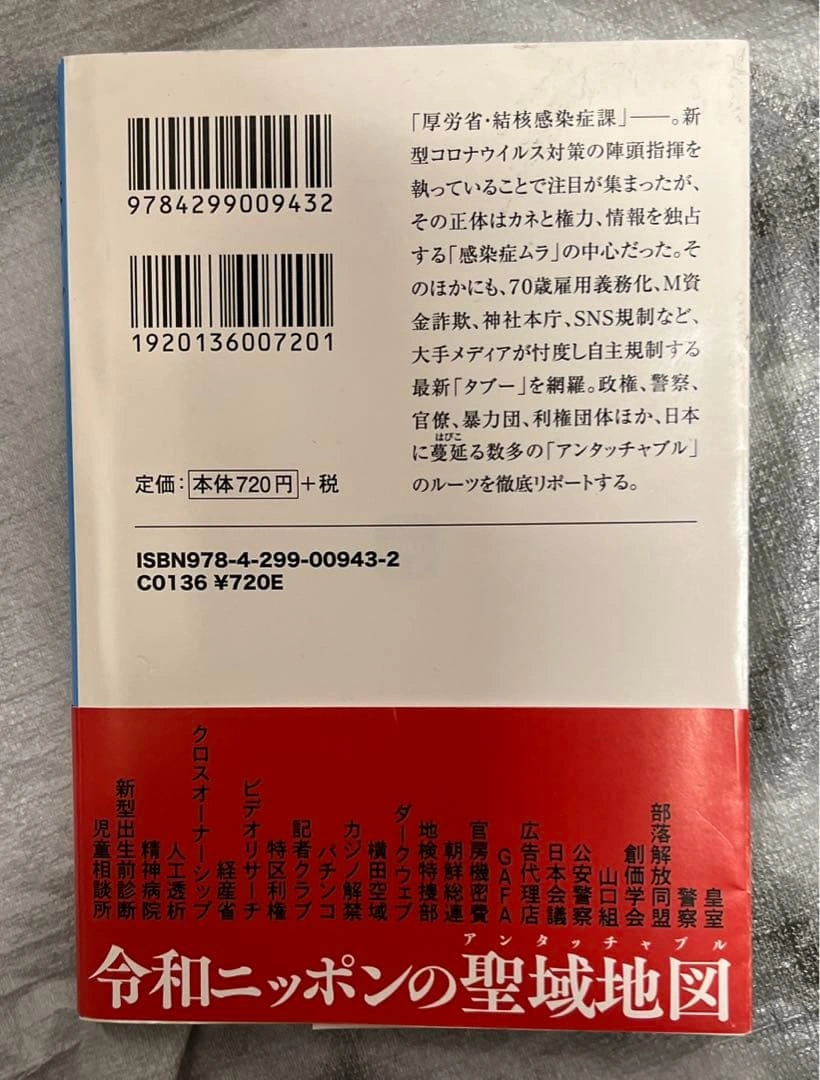 9784299009432
1920136007201
定価：本体720円＋税
「厚労省・結核感染症課」──。新
型コロナウイルス対策の陣頭指揮を
執っていることで注目が集まったが、
その正体はカネと権力、情報を独占
する「感染症ムラ」の中心だった。そ
のほかにも、70歳雇用義務化、M資
金詐欺、神社本庁、SNS規制など、
大手メディアが忖度し自主規制する
最新「タブー」を網羅。政権、警察、
官僚、暴力団、利権団体ほか、日本
はびこ
に蔓延る数多の「アンタッチャブル」
のルーツを徹底リポートする。
ISBN978-4-299-00943-2
C0136 ¥720E
皇室
警察
部落解放同盟
創価学会
山口組
公安警察
日本会議
広告代理店
GAFA
官房機密費
朝鮮総連
地検特捜部
ダークウェブ
横田空域
カジノ解禁
パチンコ
記者クラブ
特区利権
ビデオリサーチ
経産省
クロスオーナーシップ
人工透析
精神病院
新型出生前診断
児童相談所
アンタッチャブル
令和ニッポンの聖域地図